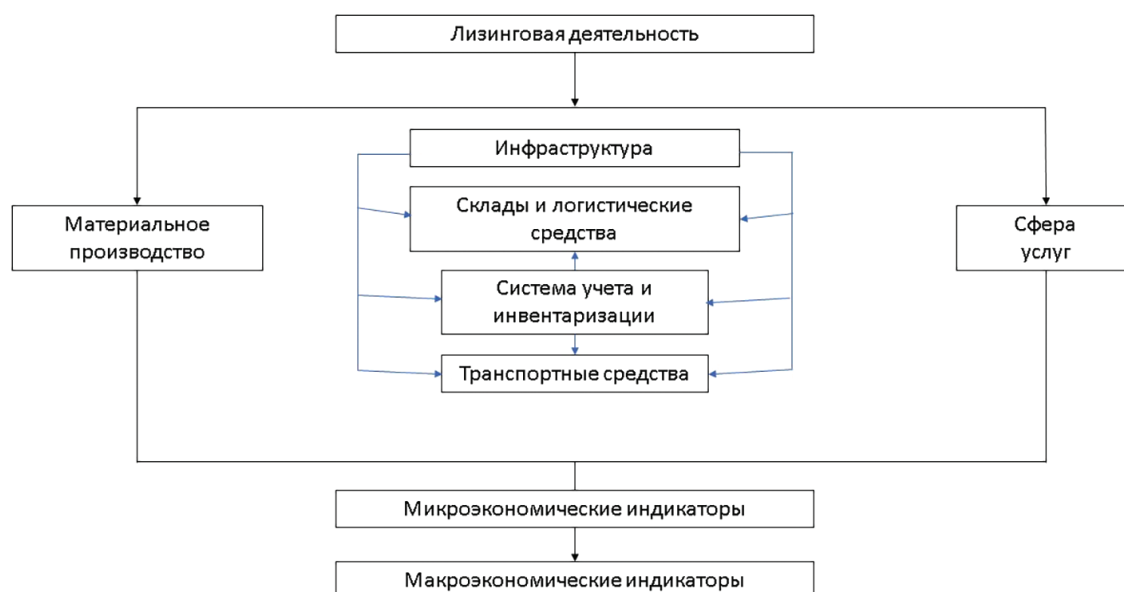 Лизинговая деятельность
Инфраструктура
Склады и логистические
средства
Материальное
производство
Сфера
услуг
Система учета и
инвентаризации
Транспортные средства
Микроэкономические индикаторы
Макроэкономические индикаторы